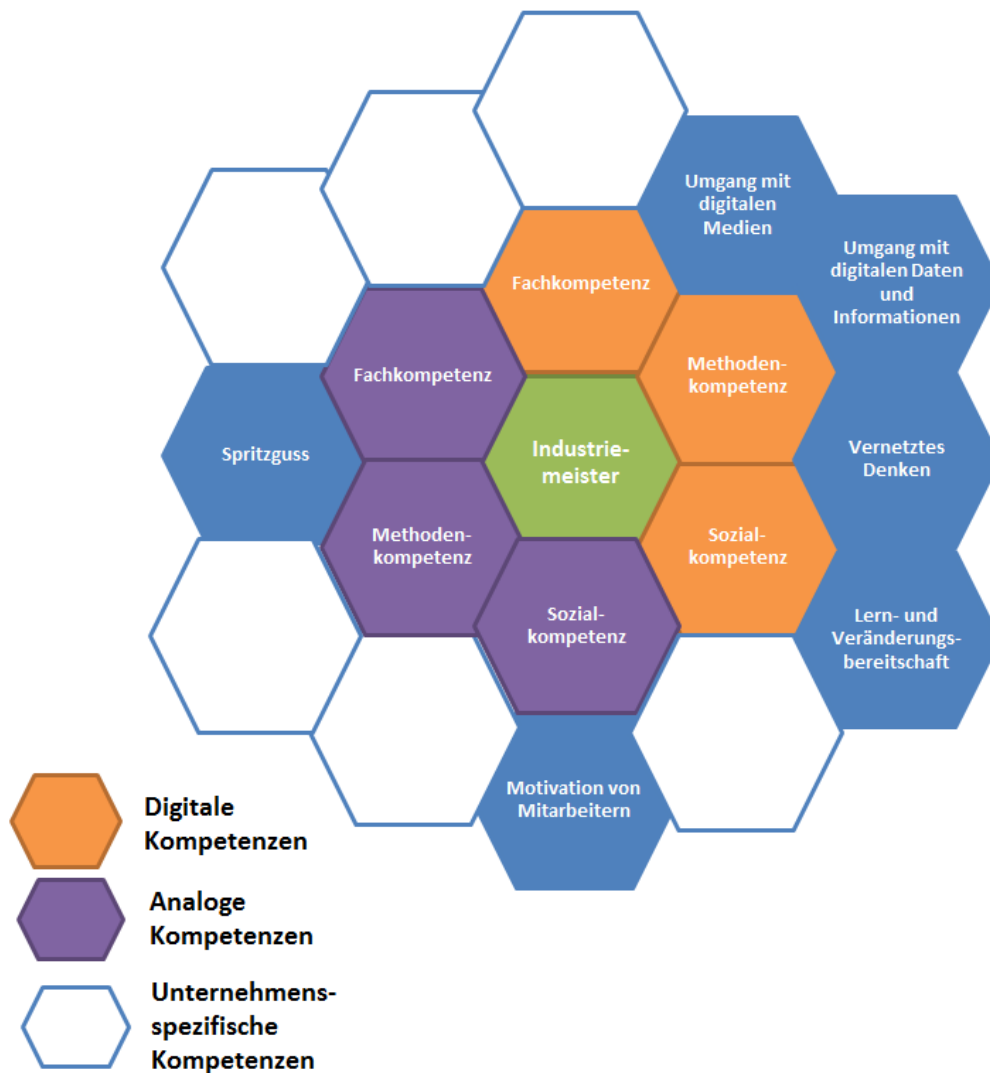 Umgang mit
digitalen
Medien
Umgang mit
digitalen Daten
und
Informationen
Fachkompetenz
Methoden-
kompetenz
Fachkompetenz
Industrie-
meister
Vernetztes
Denken
Spritzguss
Methoden-
kompetenz
Sozial-
kompetenz
Sozial-
kompetenz
Lern- und
Veränderungs-
bereitschaft
Motivation von
Mitarbeitern
Digitale
Kompetenzen
Analoge
Kompetenzen
Unternehmens-
spezifische
Kompetenzen